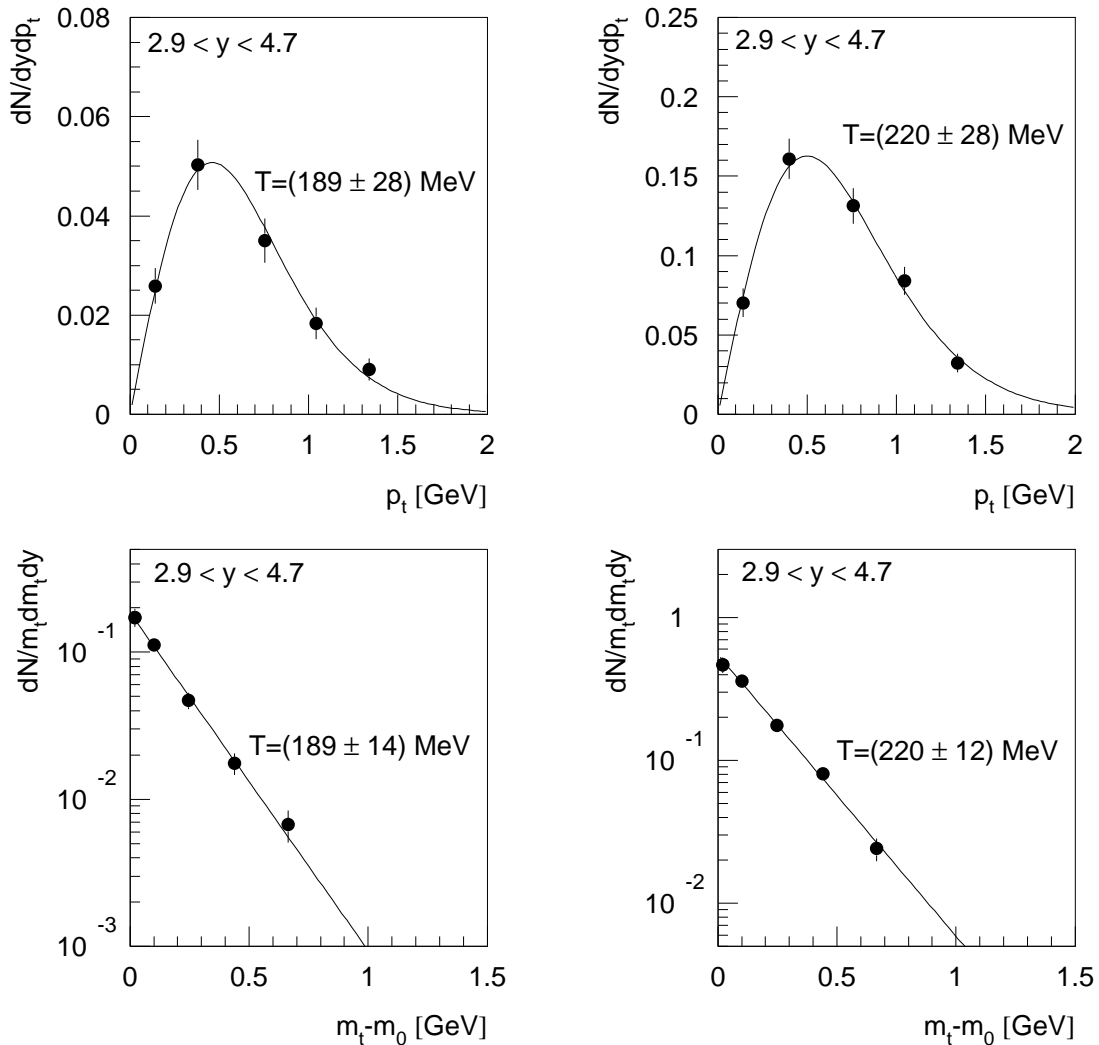 dN/dydp_t
0.08
0.06
0.04
0.02
0
2.9 < y < 4.7
T=(189 ± 28) MeV
0 0.5 1 1.5 2
p_t [GeV]
dN/dydp_t
0.25
0.2
0.15
0.1
0.05
0
2.9 < y < 4.7
T=(220 ± 28) MeV
0 0.5 1 1.5 2
p_t [GeV]
dN/m_tdm_tdy
10^-1
10^-2
10^-3
2.9 < y < 4.7
T=(189 ± 14) MeV
0 0.5 1 1.5
m_t-m_0 [GeV]
dN/m_tdm_tdy
1
10^-1
10^-2
2.9 < y < 4.7
T=(220 ± 12) MeV
0 0.5 1 1.5
m_t-m_0 [GeV]